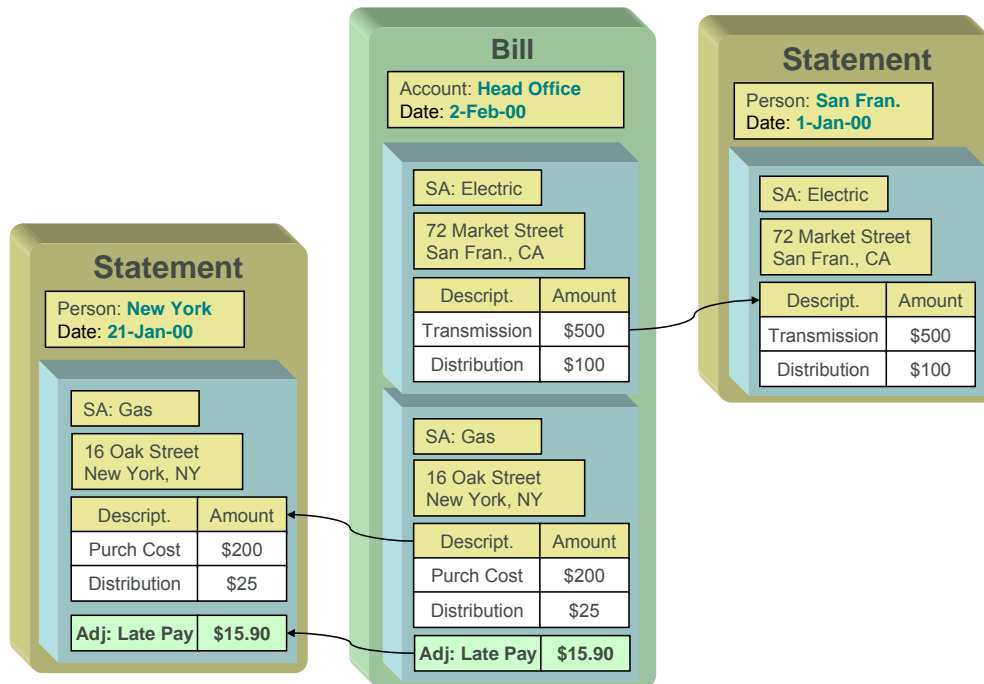 Statement
Person: New York
Date: 21-Jan-00
SA: Gas
16 Oak Street
New York, NY
Descript. Amount
Purch Cost $200
Distribution $25
Adj: Late Pay $15.90
Bill
Account: Head Office
Date: 2-Feb-00
SA: Electric
72 Market Street
San Fran., CA
Descript. Amount
Transmission $500
Distribution $100
SA: Gas
16 Oak Street
New York, NY
Descript. Amount
Purch Cost $200
Distribution $25
Adj: Late Pay $15.90
Statement
Person: San Fran.
Date: 1-Jan-00
SA: Electric
72 Market Street
San Fran., CA
Descript. Amount
Transmission $500
Distribution $100